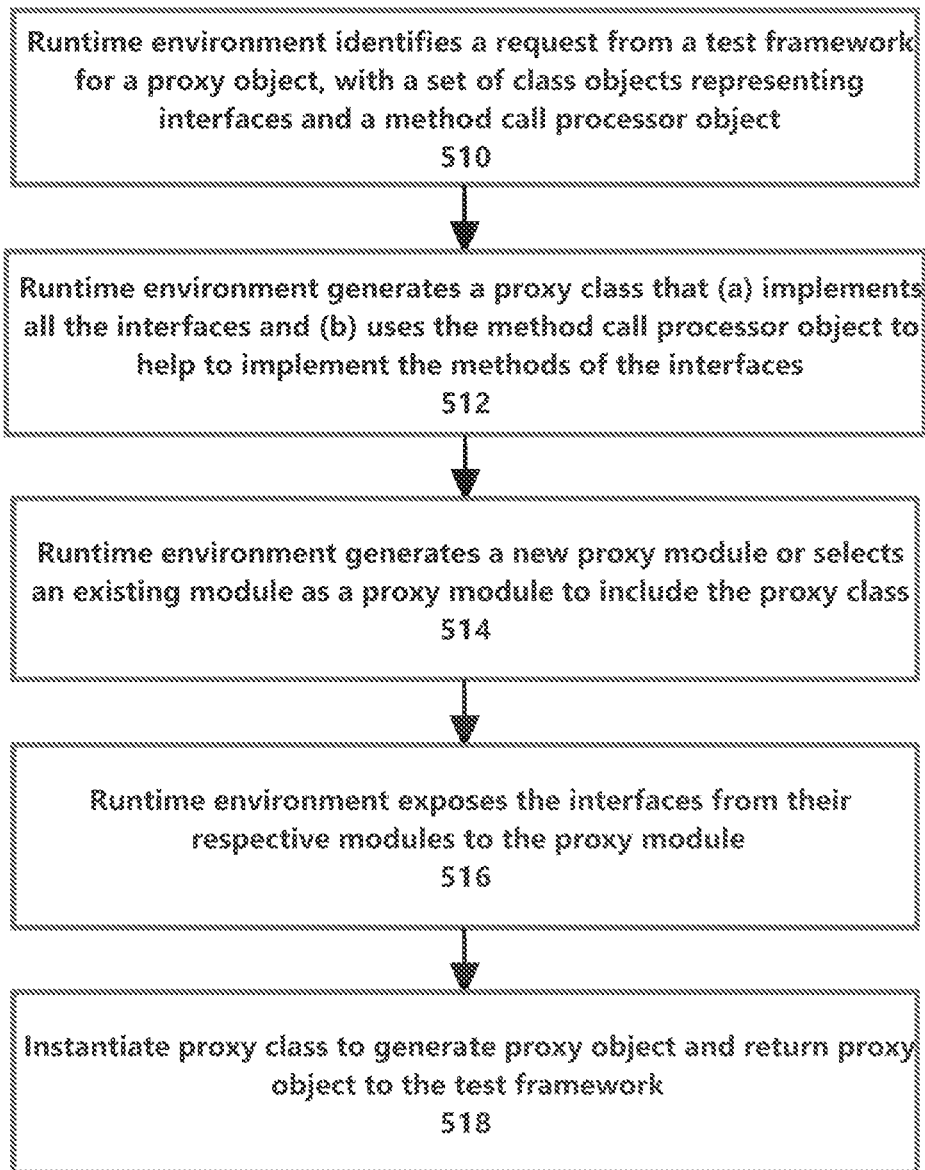 Runtime environment identifies a request from a test framework
for a proxy object, with a set of class objects representing
interfaces and a method call processor object
510
Runtime environment generates a proxy class that (a) implements
all the interfaces and (b) uses the method call processor object to
help to implement the methods of the interfaces
512
Runtime environment generates a new proxy module or selects
an existing module as a proxy module to include the proxy class
514
Runtime environment exposes the interfaces from their
respective modules to the proxy module
516
Instantiate proxy class to generate proxy object and return proxy
object to the test framework
518